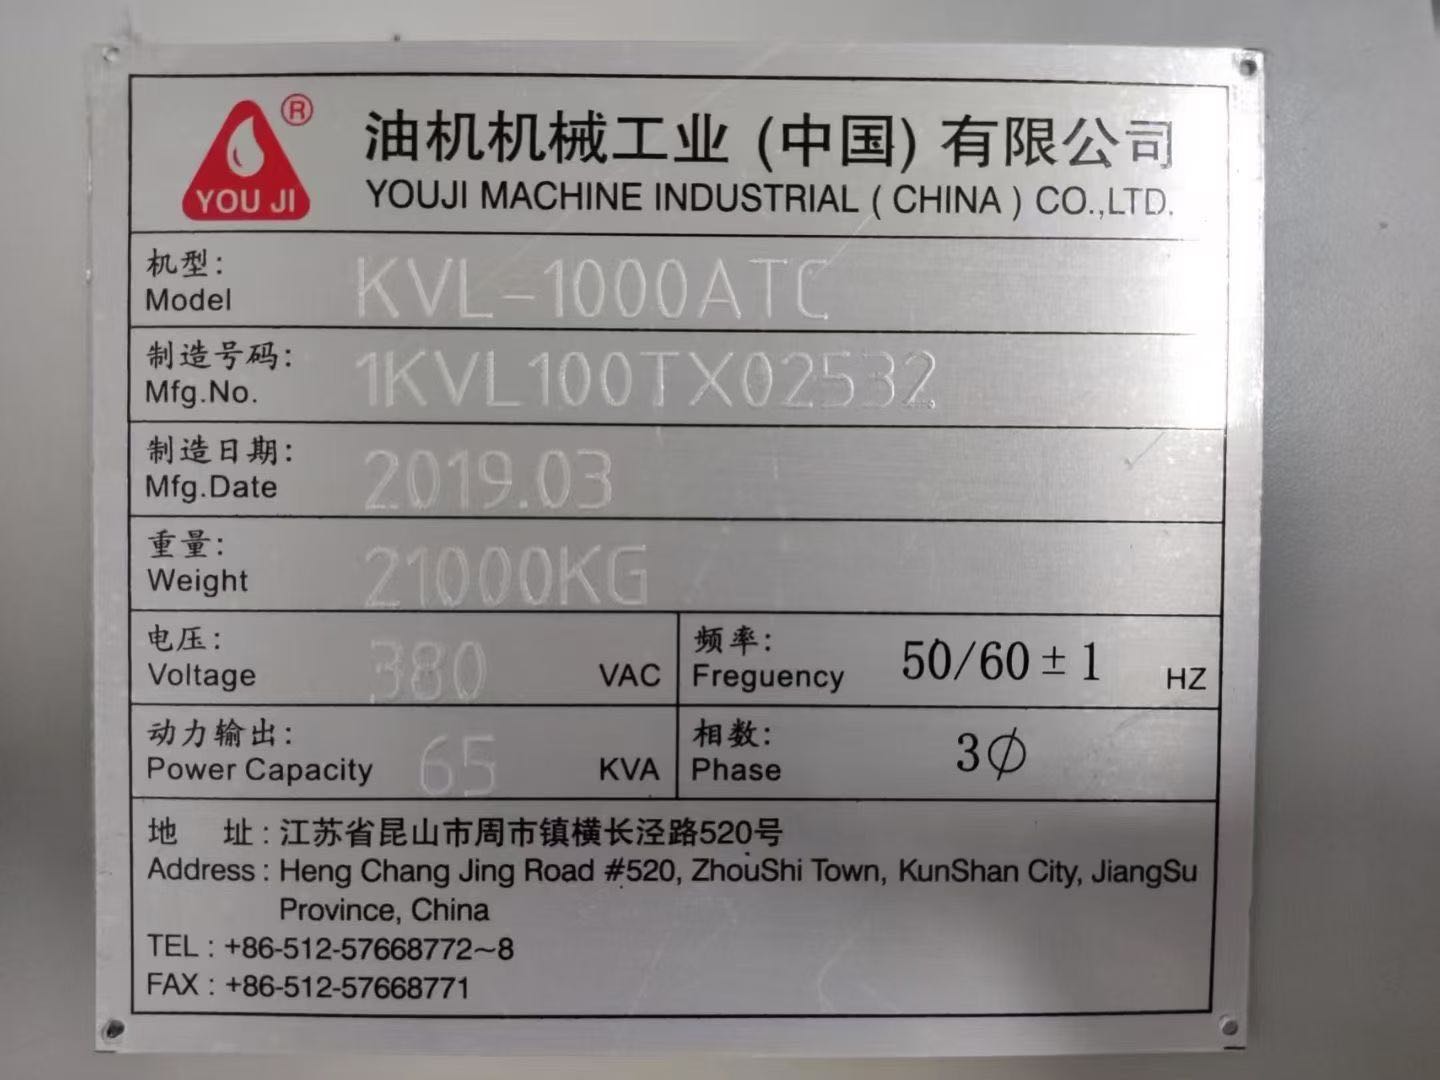 YOU JI ®
油机机械工业 (中国) 有限公司
YOUJI MACHINE INDUSTRIAL ( CHINA ) CO.,LTD.
机型:
Model KVL-1000ATC
制造号码:
Mfg.No. 1KVL100TX02532
制造日期:
Mfg.Date 2019.03
重量:
Weight 21000KG
电压:
Voltage 380 VAC
频率:
Freguency 50/60±1 HZ
动力输出:
Power Capacity 65 KVA
相数:
Phase 3∅
地 址 : 江苏省昆山市周市镇横长泾路520号
Address : Heng Chang Jing Road #520, ZhouShi Town, KunShan City, JiangSu
Province, China
TEL : +86-512-57668772~8
FAX : +86-512-57668771